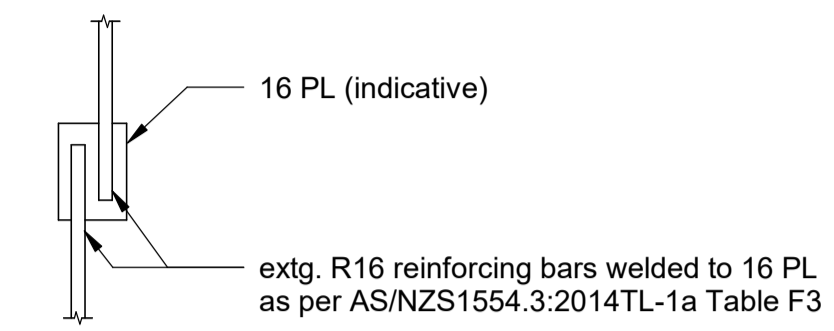 16 PL (indicative)
extg. R16 reinforcing bars welded to 16 PL
as per AS/NZS1554.3:2014TL-1a Table F3